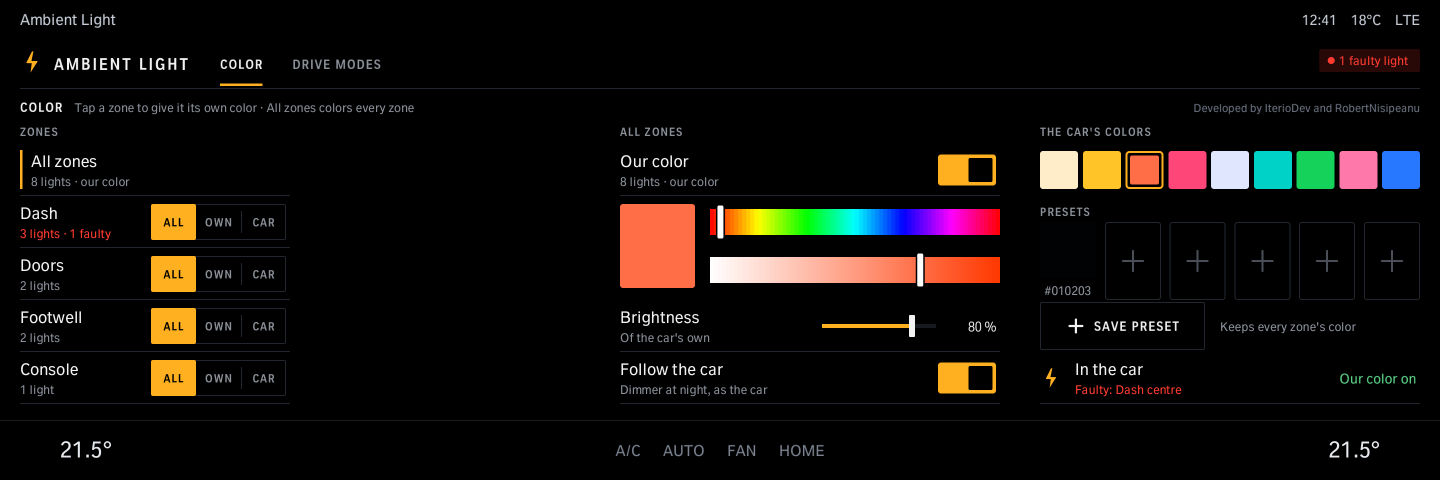 Ambient Light
12:41 18°C LTE
AMBIENT LIGHT COLOR DRIVE MODES
1 faulty light
COLOR Tap a zone to give it its own color · All zones colors every zone
Developed by IterioDev and RobertNisipeanu
ZONES
All zones
8 lights · our color
Dash
3 lights · 1 faulty
ALL OWN CAR
Doors
2 lights
ALL OWN CAR
Footwell
2 lights
ALL OWN CAR
Console
1 light
ALL OWN CAR
ALL ZONES
Our color
8 lights · our color
Brightness
Of the car's own
80 %
Follow the car
Dimmer at night, as the car
THE CAR'S COLORS
PRESETS
#010203
SAVE PRESET
Keeps every zone's color
In the car
Faulty: Dash centre
Our color on
21.5°
A/C AUTO FAN HOME
21.5°